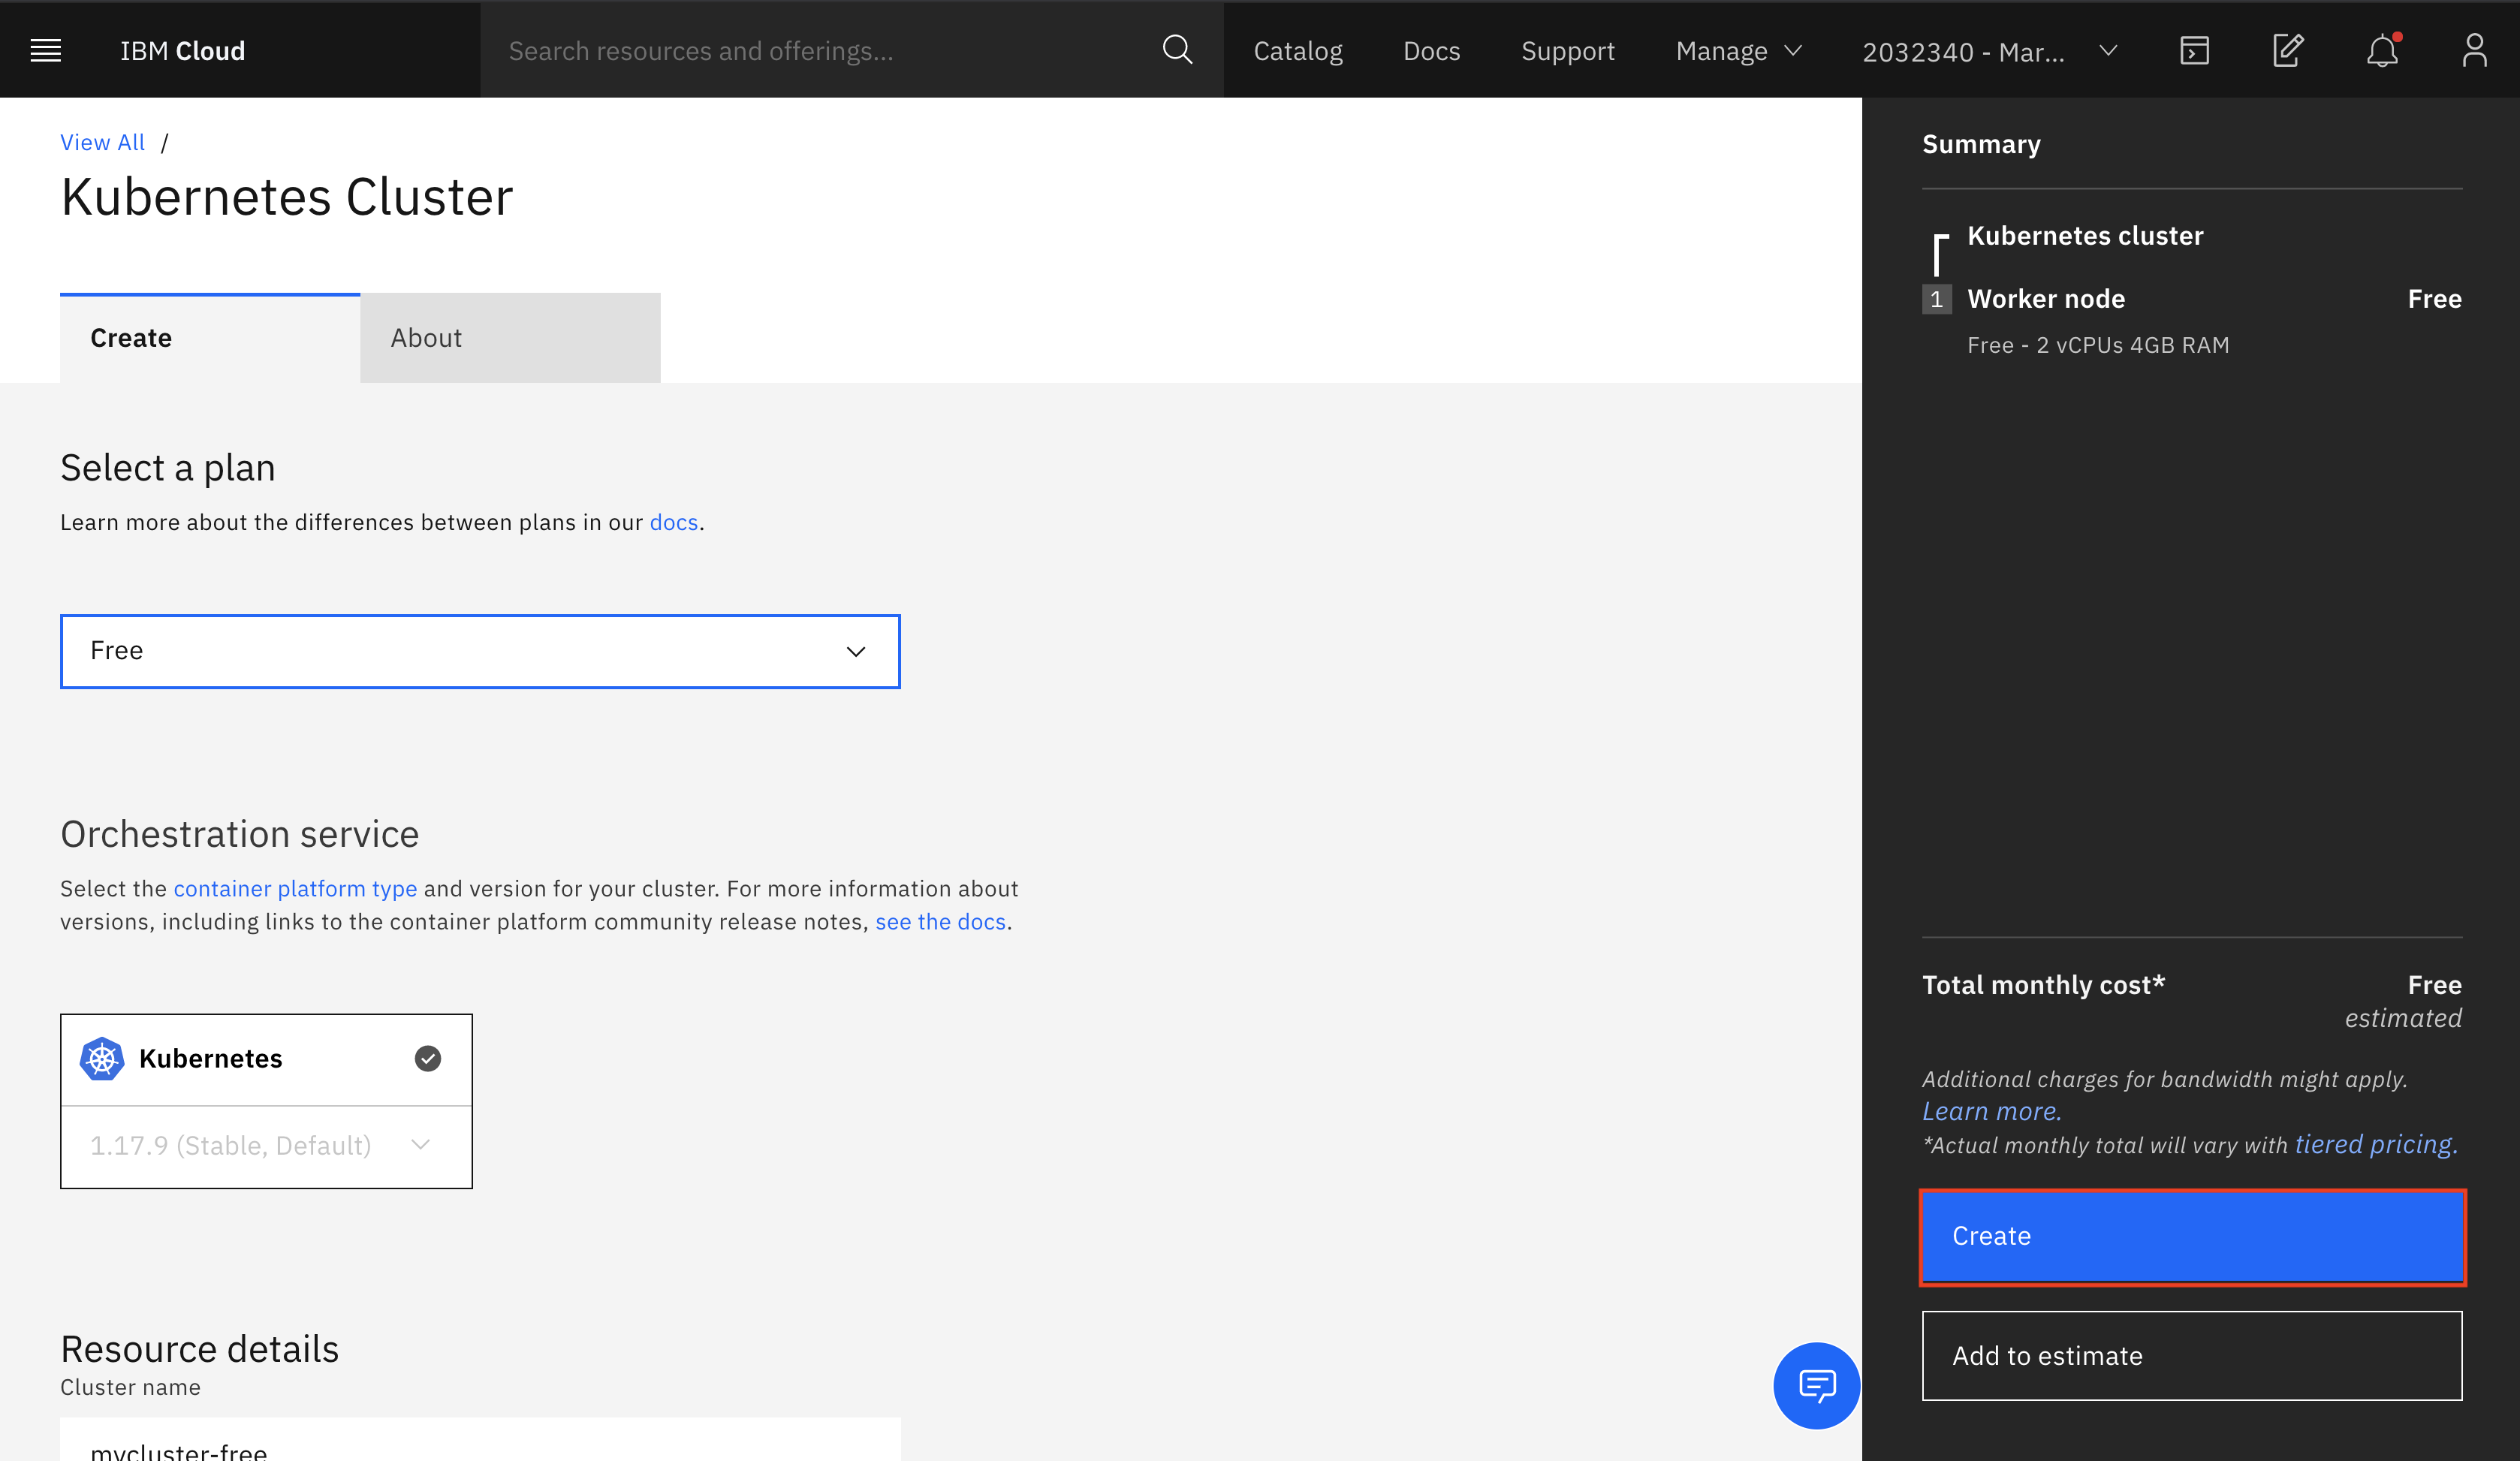 IBM Cloud
Search resources and offerings...
Catalog
Docs
Support
Manage
2032340 - Mar...
View All /
Kubernetes Cluster
Create
About
Select a plan
Learn more about the differences between plans in our docs.
Free
Orchestration service
Select the container platform type and version for your cluster. For more information about
versions, including links to the container platform community release notes, see the docs.
Kubernetes
1.17.9 (Stable, Default)
Resource details
Cluster name
mycluster-free
Summary
Kubernetes cluster
1 Worker node Free
Free - 2 vCPUs 4GB RAM
Total monthly cost* Free
estimated
Additional charges for bandwidth might apply.
Learn more.
*Actual monthly total will vary with tiered pricing.
Create
Add to estimate